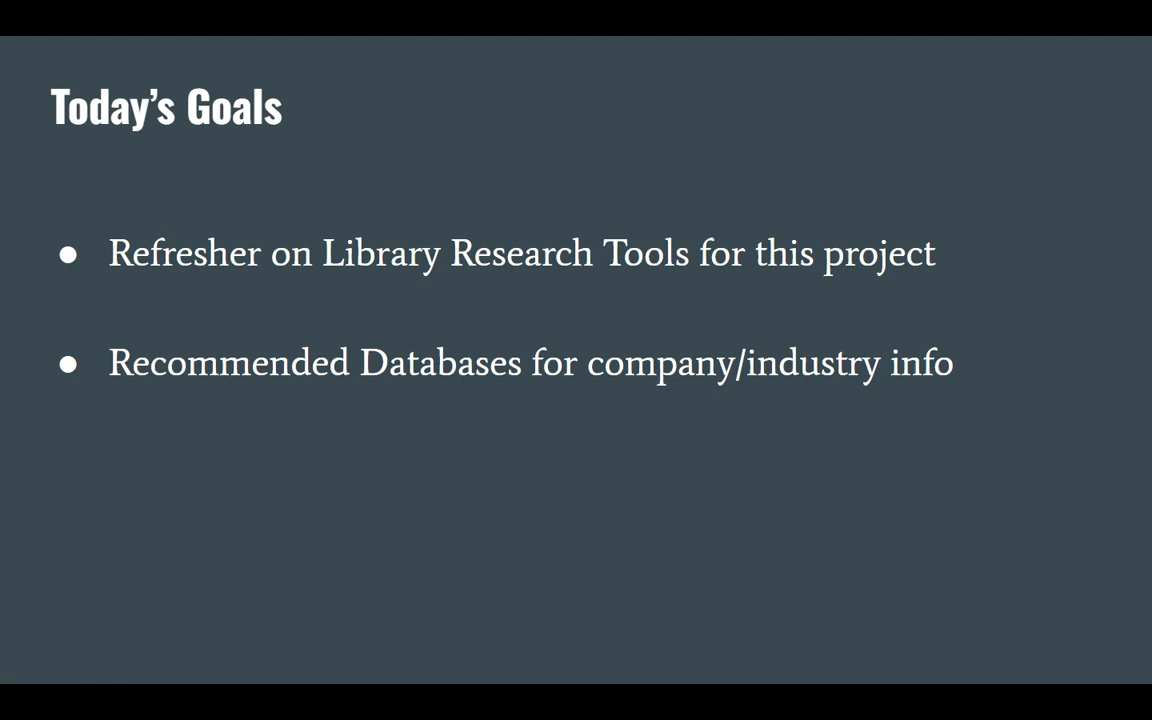 Today’s Goals
● Refresher on Library Research Tools for this project
● Recommended Databases for company/industry info